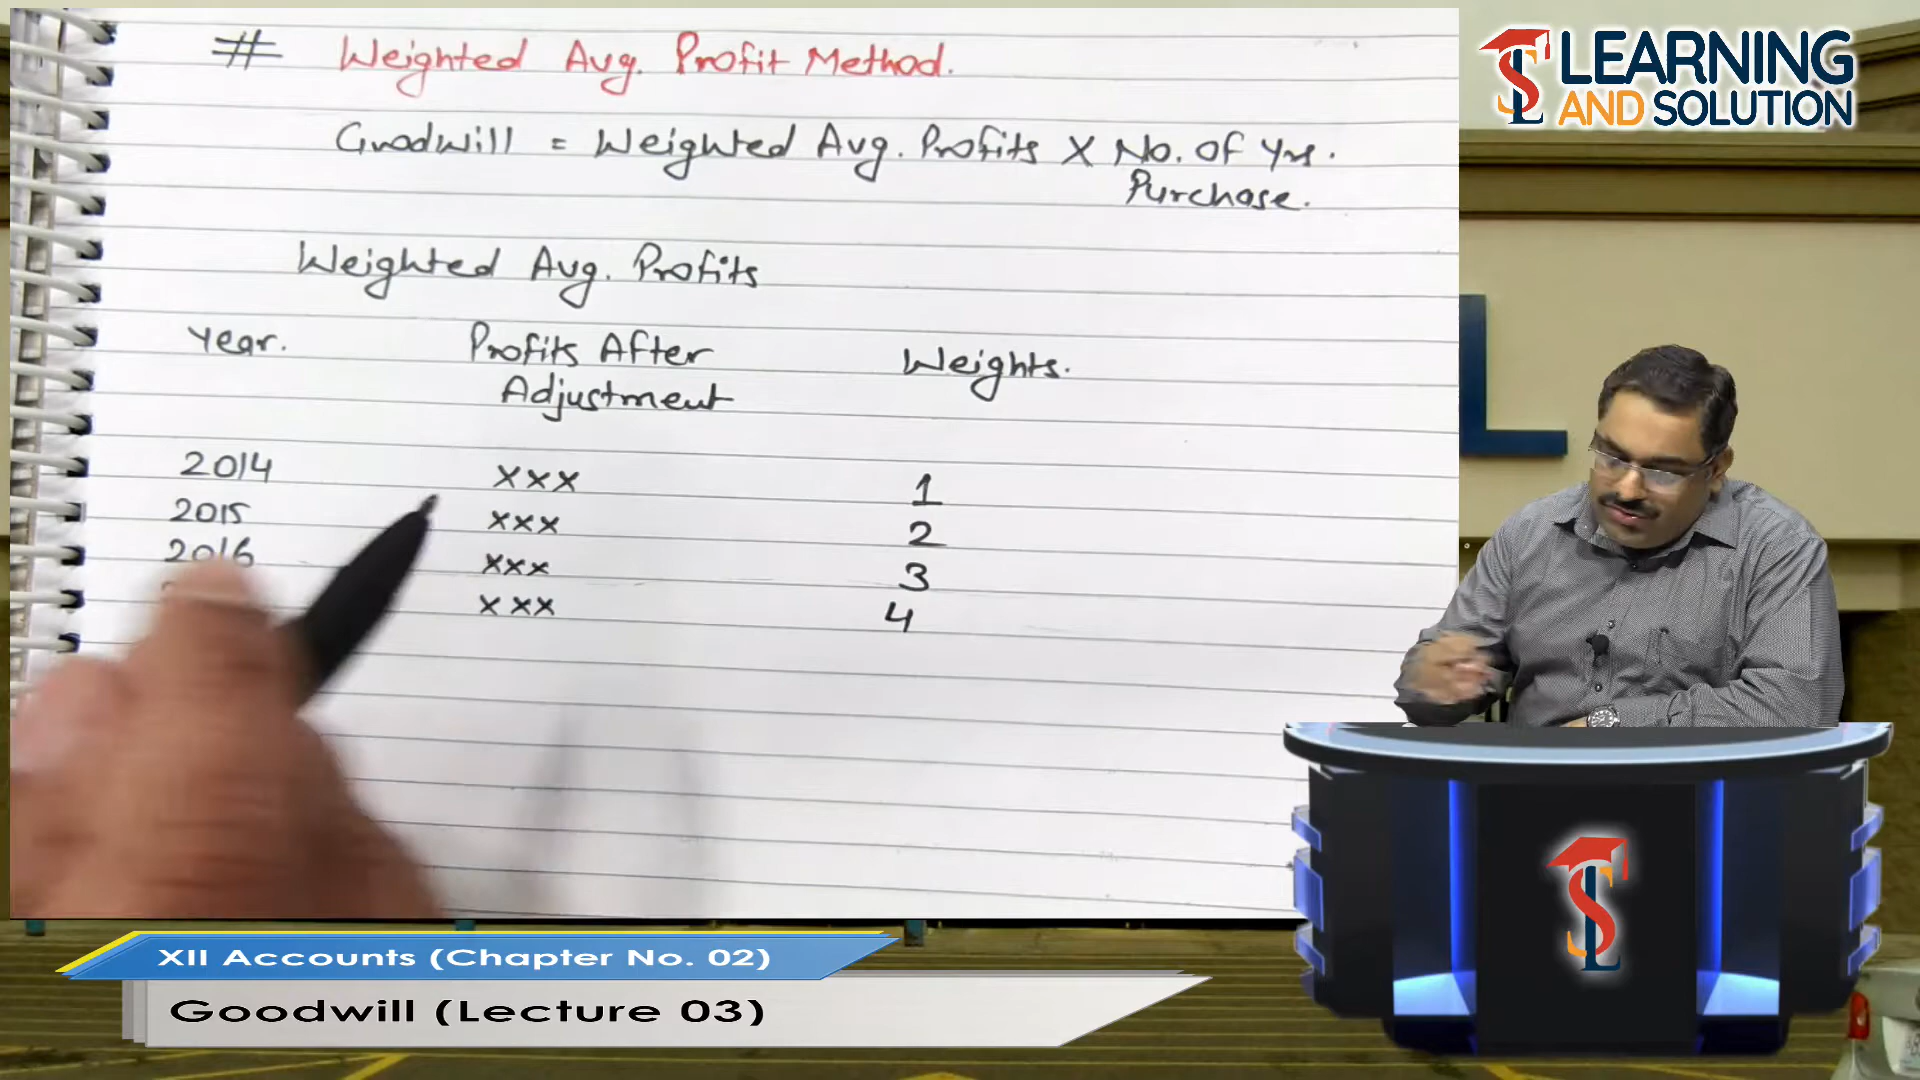 # Weighted Avg. Profit Method.
Goodwill = Weighted Avg. Profits X No. Of Yrs.
Purchase.
Weighted Avg. Profits
Year. Profits After Weights.
Adjustment
2014 xxx 1
2015 xxx 2
2016 xxx 3
xxx 4
LEARNING
AND SOLUTION
XII Accounts (Chapter No. 02)
Goodwill (Lecture 03)